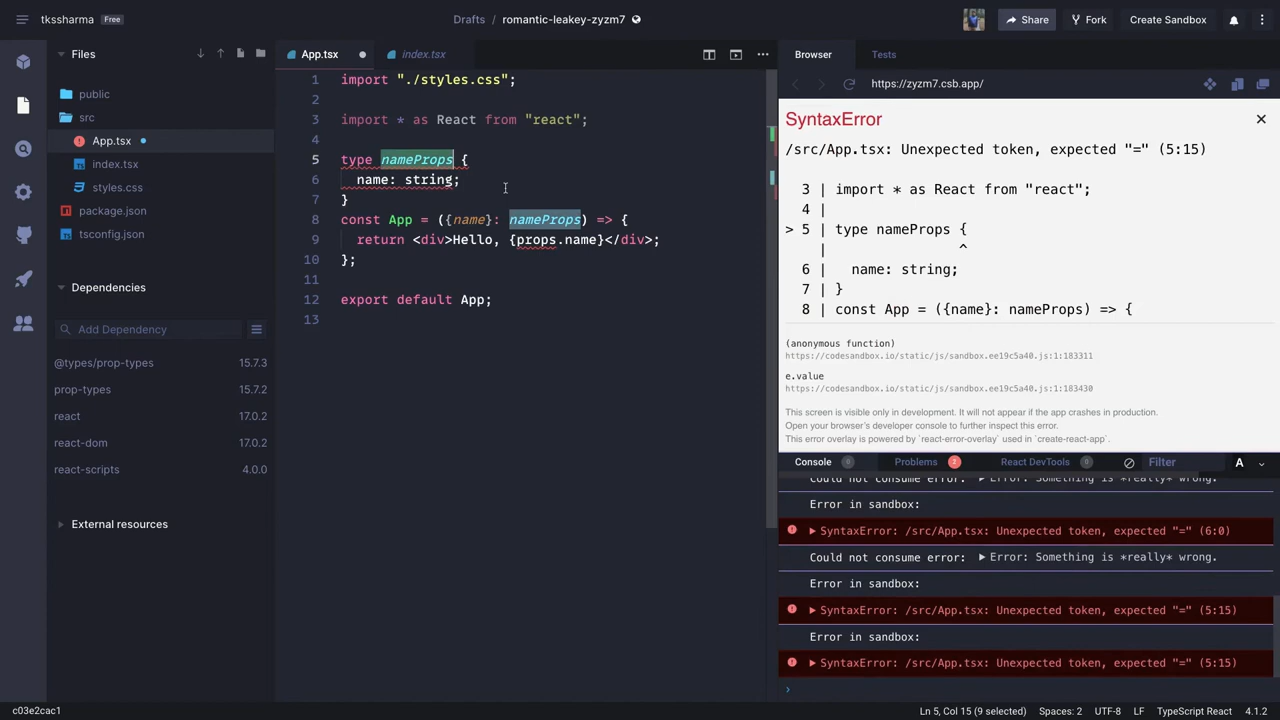 tkssharma Free
Drafts / romantic-leakey-zyzm7
Share
Fork
Create Sandbox
Files
public
src
App.tsx
index.tsx
styles.css
package.json
tsconfig.json
Dependencies
Add Dependency
@types/prop-types 15.7.3
prop-types 15.7.2
react 17.0.2
react-dom 17.0.2
react-scripts 4.0.0
External resources
App.tsx
index.tsx
1 import "./styles.css";
2
3 import * as React from "react";
4
5 type nameProps {
6 name: string;
7 }
8 const App = ({name}: nameProps) => {
9 return <div>Hello, {props.name}</div>;
10 };
11
12 export default App;
13
Browser
Tests
https://zyzm7.csb.app/
SyntaxError
/src/App.tsx: Unexpected token, expected "=" (5:15)
3 | import * as React from "react";
4 |
> 5 | type nameProps {
| ^
6 | name: string;
7 | }
8 | const App = ({name}: nameProps) => {
(anonymous function)
https://codesandbox.io/static/js/sandbox.ee19c5a40.js:1:183311
e.value
https://codesandbox.io/static/js/sandbox.ee19c5a40.js:1:183430
This screen is visible only in development. It will not appear if the app crashes in production.
Open your browser's developer console to further inspect this error.
This error overlay is powered by `react-error-overlay` used in `create-react-app`.
Console 0
Problems 2
React DevTools 0
Filter
A
Could not consume error: ▶ Error: Something is *really* wrong.
Error in sandbox:
▶ SyntaxError: /src/App.tsx: Unexpected token, expected "=" (6:0)
Could not consume error: ▶ Error: Something is *really* wrong.
Error in sandbox:
▶ SyntaxError: /src/App.tsx: Unexpected token, expected "=" (5:15)
Error in sandbox:
▶ SyntaxError: /src/App.tsx: Unexpected token, expected "=" (5:15)
›
c03e2cac1
Ln 5, Col 15 (9 selected)
Spaces: 2
UTF-8
LF
TypeScript React
4.1.2